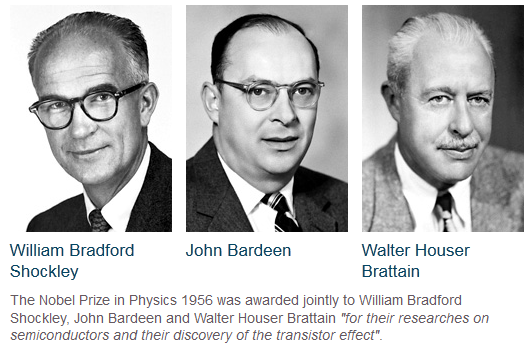 William Bradford
Shockley
John Bardeen
Walter Houser
Brattain
The Nobel Prize in Physics 1956 was awarded jointly to William Bradford
Shockley, John Bardeen and Walter Houser Brattain "for their researches on
semiconductors and their discovery of the transistor effect".